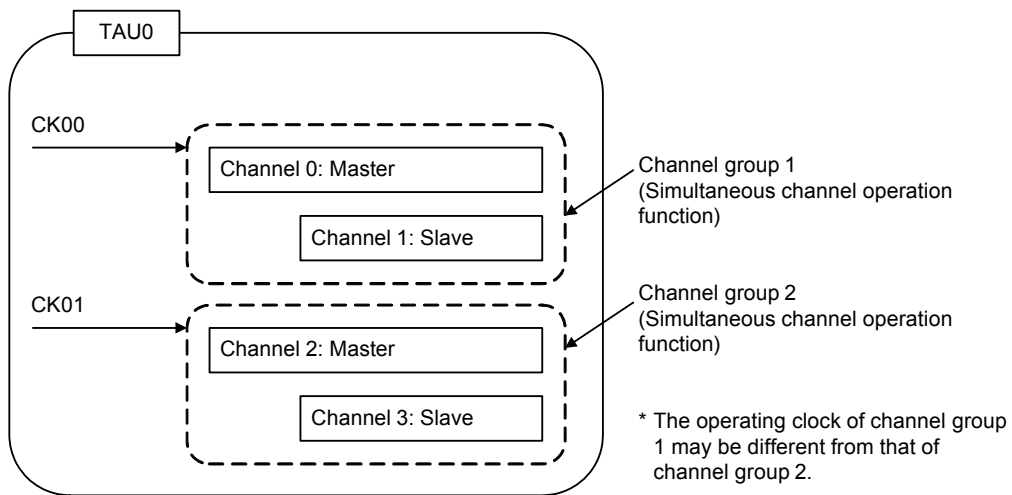 TAU0
CK00
Channel 0: Master
Channel 1: Slave
Channel group 1
(Simultaneous channel operation
function)
CK01
Channel 2: Master
Channel 3: Slave
Channel group 2
(Simultaneous channel operation
function)
* The operating clock of channel group
1 may be different from that of
channel group 2.